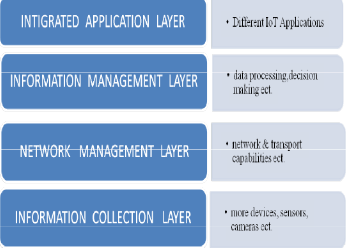 INTIGRATED APPLICATION LAYER
• Different IoT Applications
INFORMATION MANAGEMENT LAYER
• data processing,decision
making ect.
NETWORK MANAGEMENT LAYER
• network & transport
capabilities ect.
INFORMATION COLLECTION LAYER
• more devices, sensors,
cameras ect.